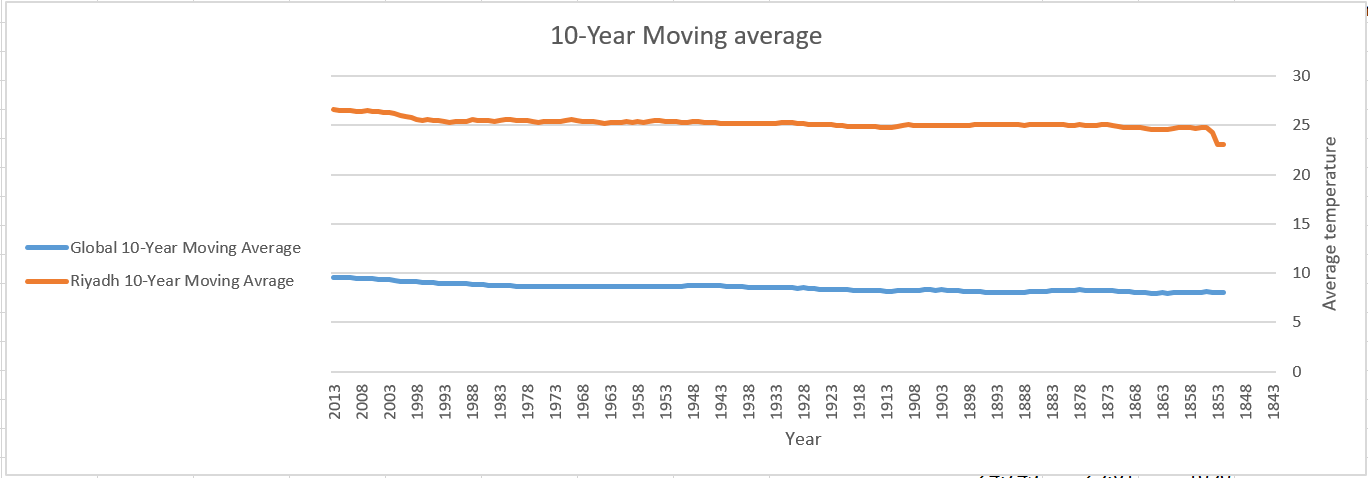 10-Year Moving average
30
25
20
15
10
5
0
Average temperature
Global 10-Year Moving Average
Riyadh 10-Year Moving Avrage
2013 2008 2003 1998 1993 1988 1983 1978 1973 1968 1963 1958 1953 1948 1943 1938 1933 1928 1923 1918 1913 1908 1903 1898 1893 1888 1883 1878 1873 1868 1863 1858 1853 1848 1843
Year